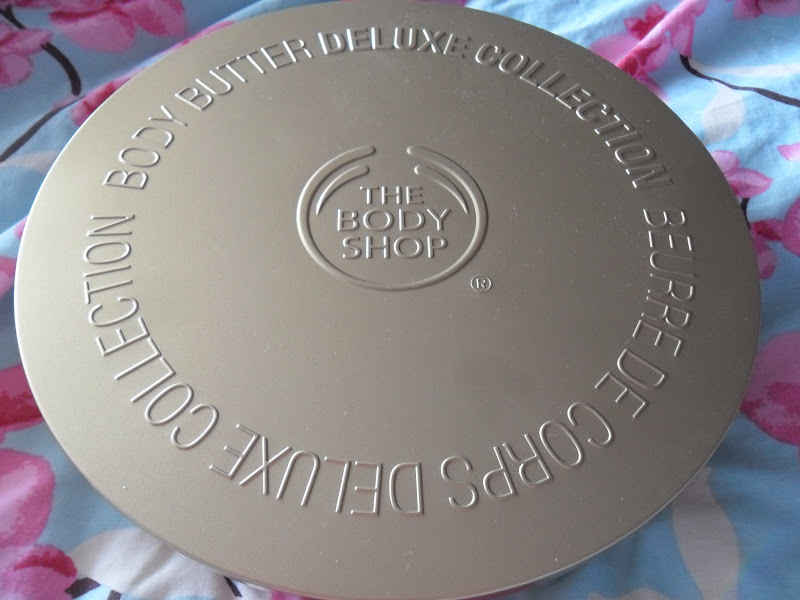 BODY BUTTER DELUXE COLLECTION
BEURRE DE CORPS DELUXE COLLECTION
THE
BODY
SHOP
®